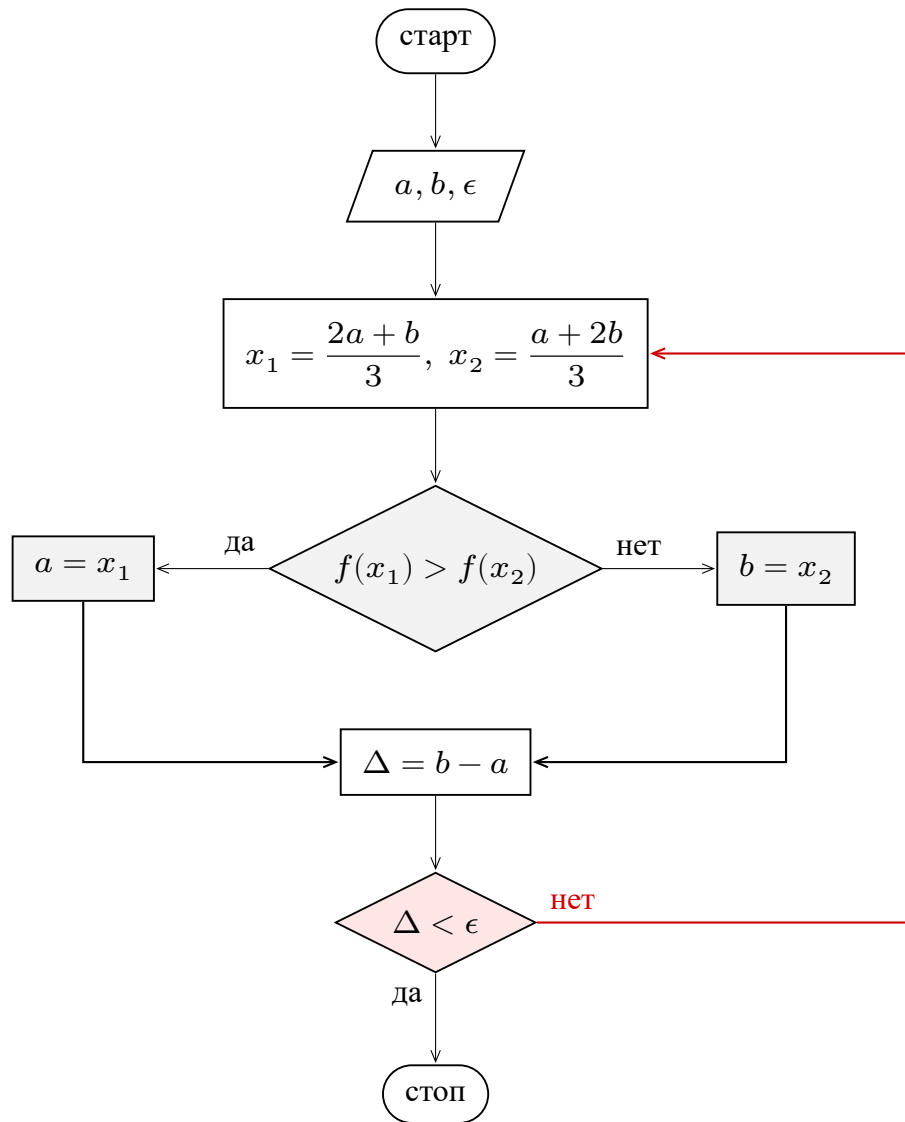 старт
a, b, ϵ
x₁ = (2a + b)/3, x₂ = (a + 2b)/3
да
нет
a = x₁
f(x₁) > f(x₂)
b = x₂
Δ = b − a
нет
Δ < ϵ
да
стоп